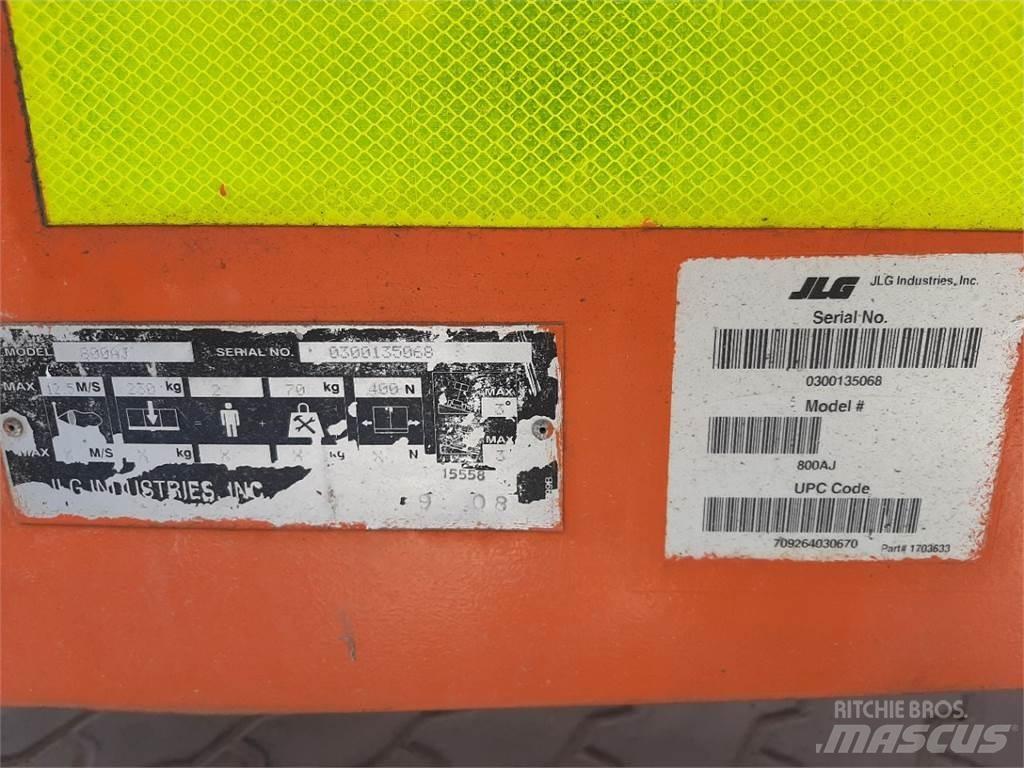 MODEL 800AJ SERIAL NO. 0300135068
MAX 12.5 M/S 230 kg 2 70 kg 400 N MAX
3°
MAX X M/S X kg X X kg X N MAX
3
15558
JLG INDUSTRIES, INC.
9 08
JLG JLG Industries, Inc.
Serial No.
0300135068
Model #
800AJ
UPC Code
709264030670 Part# 1703633
RITCHIE BROS.
MASCUS